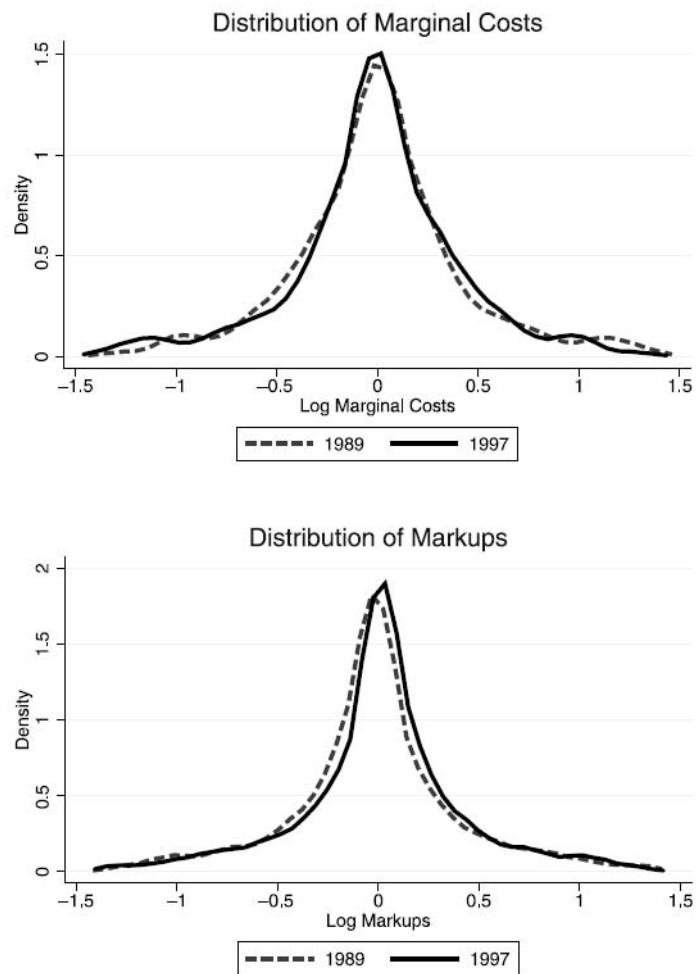 Distribution of Marginal Costs
1.5
1
0.5
0
Density
−1.5 −1 −0.5 0 0.5 1 1.5
Log Marginal Costs
1989 1997
Distribution of Markups
2
1.5
1
0.5
0
Density
−1.5 −1 −0.5 0 0.5 1 1.5
Log Markups
1989 1997